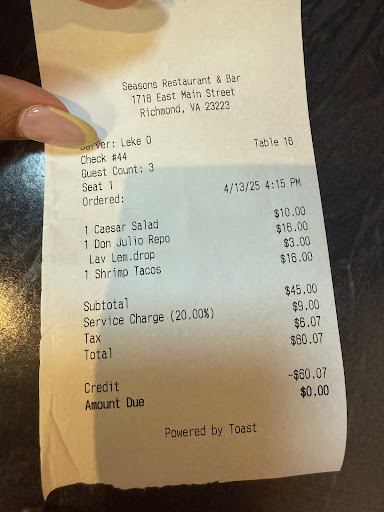 Seasons Restaurant & Bar
1718 East Main Street
Richmond, VA 23223
Server: Leke O
Check #44 Table 16
Guest Count: 3
Seat 1
Ordered: 4/13/25 4:15 PM
1 Caesar Salad $10.00
1 Don Julio Repo $16.00
Lav Lem.drop $3.00
1 Shrimp Tacos $16.00
Subtotal $45.00
Service Charge (20.00%) $9.00
Tax $6.07
Total $60.07
Credit -$60.07
Amount Due $0.00
Powered by Toast